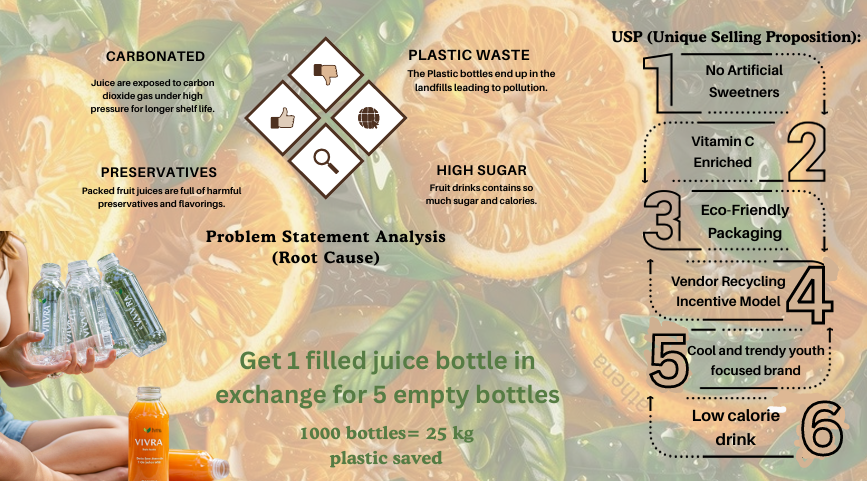 CARBONATED
Juice are exposed to carbon
dioxide gas under high
pressure for longer shelf life.
PLASTIC WASTE
The Plastic bottles end up in the
landfills leading to pollution.
PRESERVATIVES
Packed fruit juices are full of harmful
preservatives and flavorings.
HIGH SUGAR
Fruit drinks contains so
much sugar and calories.
Problem Statement Analysis
(Root Cause)
Get 1 filled juice bottle in
exchange for 5 empty bottles
1000 bottles= 25 kg
plastic saved
VIVRA
VIVRA
VIVRA
USP (Unique Selling Proposition):
1
No Artificial
Sweetners
2
Vitamin C
Enriched
3
Eco-Friendly
Packaging
4
Vendor Recycling
Incentive Model
5
Cool and trendy youth
focused brand
6
Low calorie
drink
athena